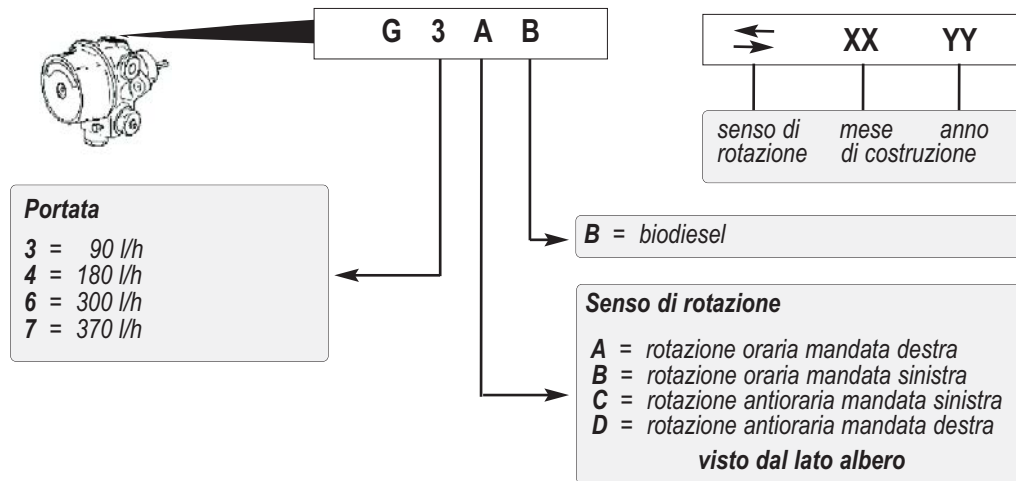 G 3 A B
XX YY
senso di mese anno
rotazione di costruzione
Portata
3 = 90 l/h
4 = 180 l/h
6 = 300 l/h
7 = 370 l/h
B = biodiesel
Senso di rotazione
A = rotazione oraria mandata destra
B = rotazione oraria mandata sinistra
C = rotazione antioraria mandata sinistra
D = rotazione antioraria mandata destra
visto dal lato albero